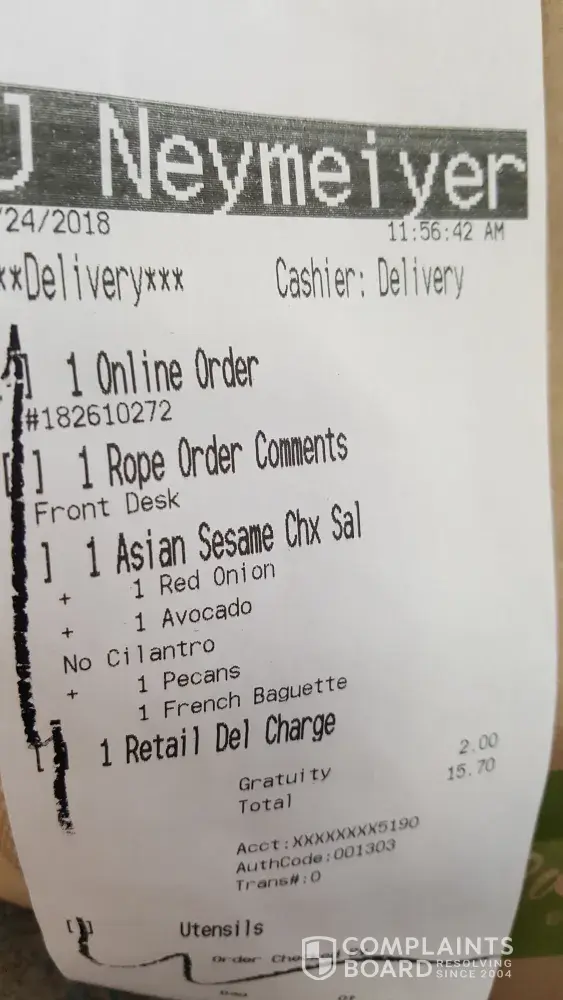 J Neymeiyer
/24/2018 11:56:42 AM
**Delivery*** Cashier: Delivery
] 1 Online Order
#182610272
[ ] 1 Rope Order Comments
Front Desk
] 1 Asian Sesame Chx Sal
+ 1 Red Onion
+ 1 Avocado
No Cilantro
+ 1 Pecans
1 French Baguette
[ 1 Retail Del Charge
Gratuity 2.00
Total 15.70
Acct:XXXXXXXX5190
AuthCode:001303
Trans#:0
[ ] Utensils
Order
COMPLAINTS
BOARD RESOLVING
SINCE 2004